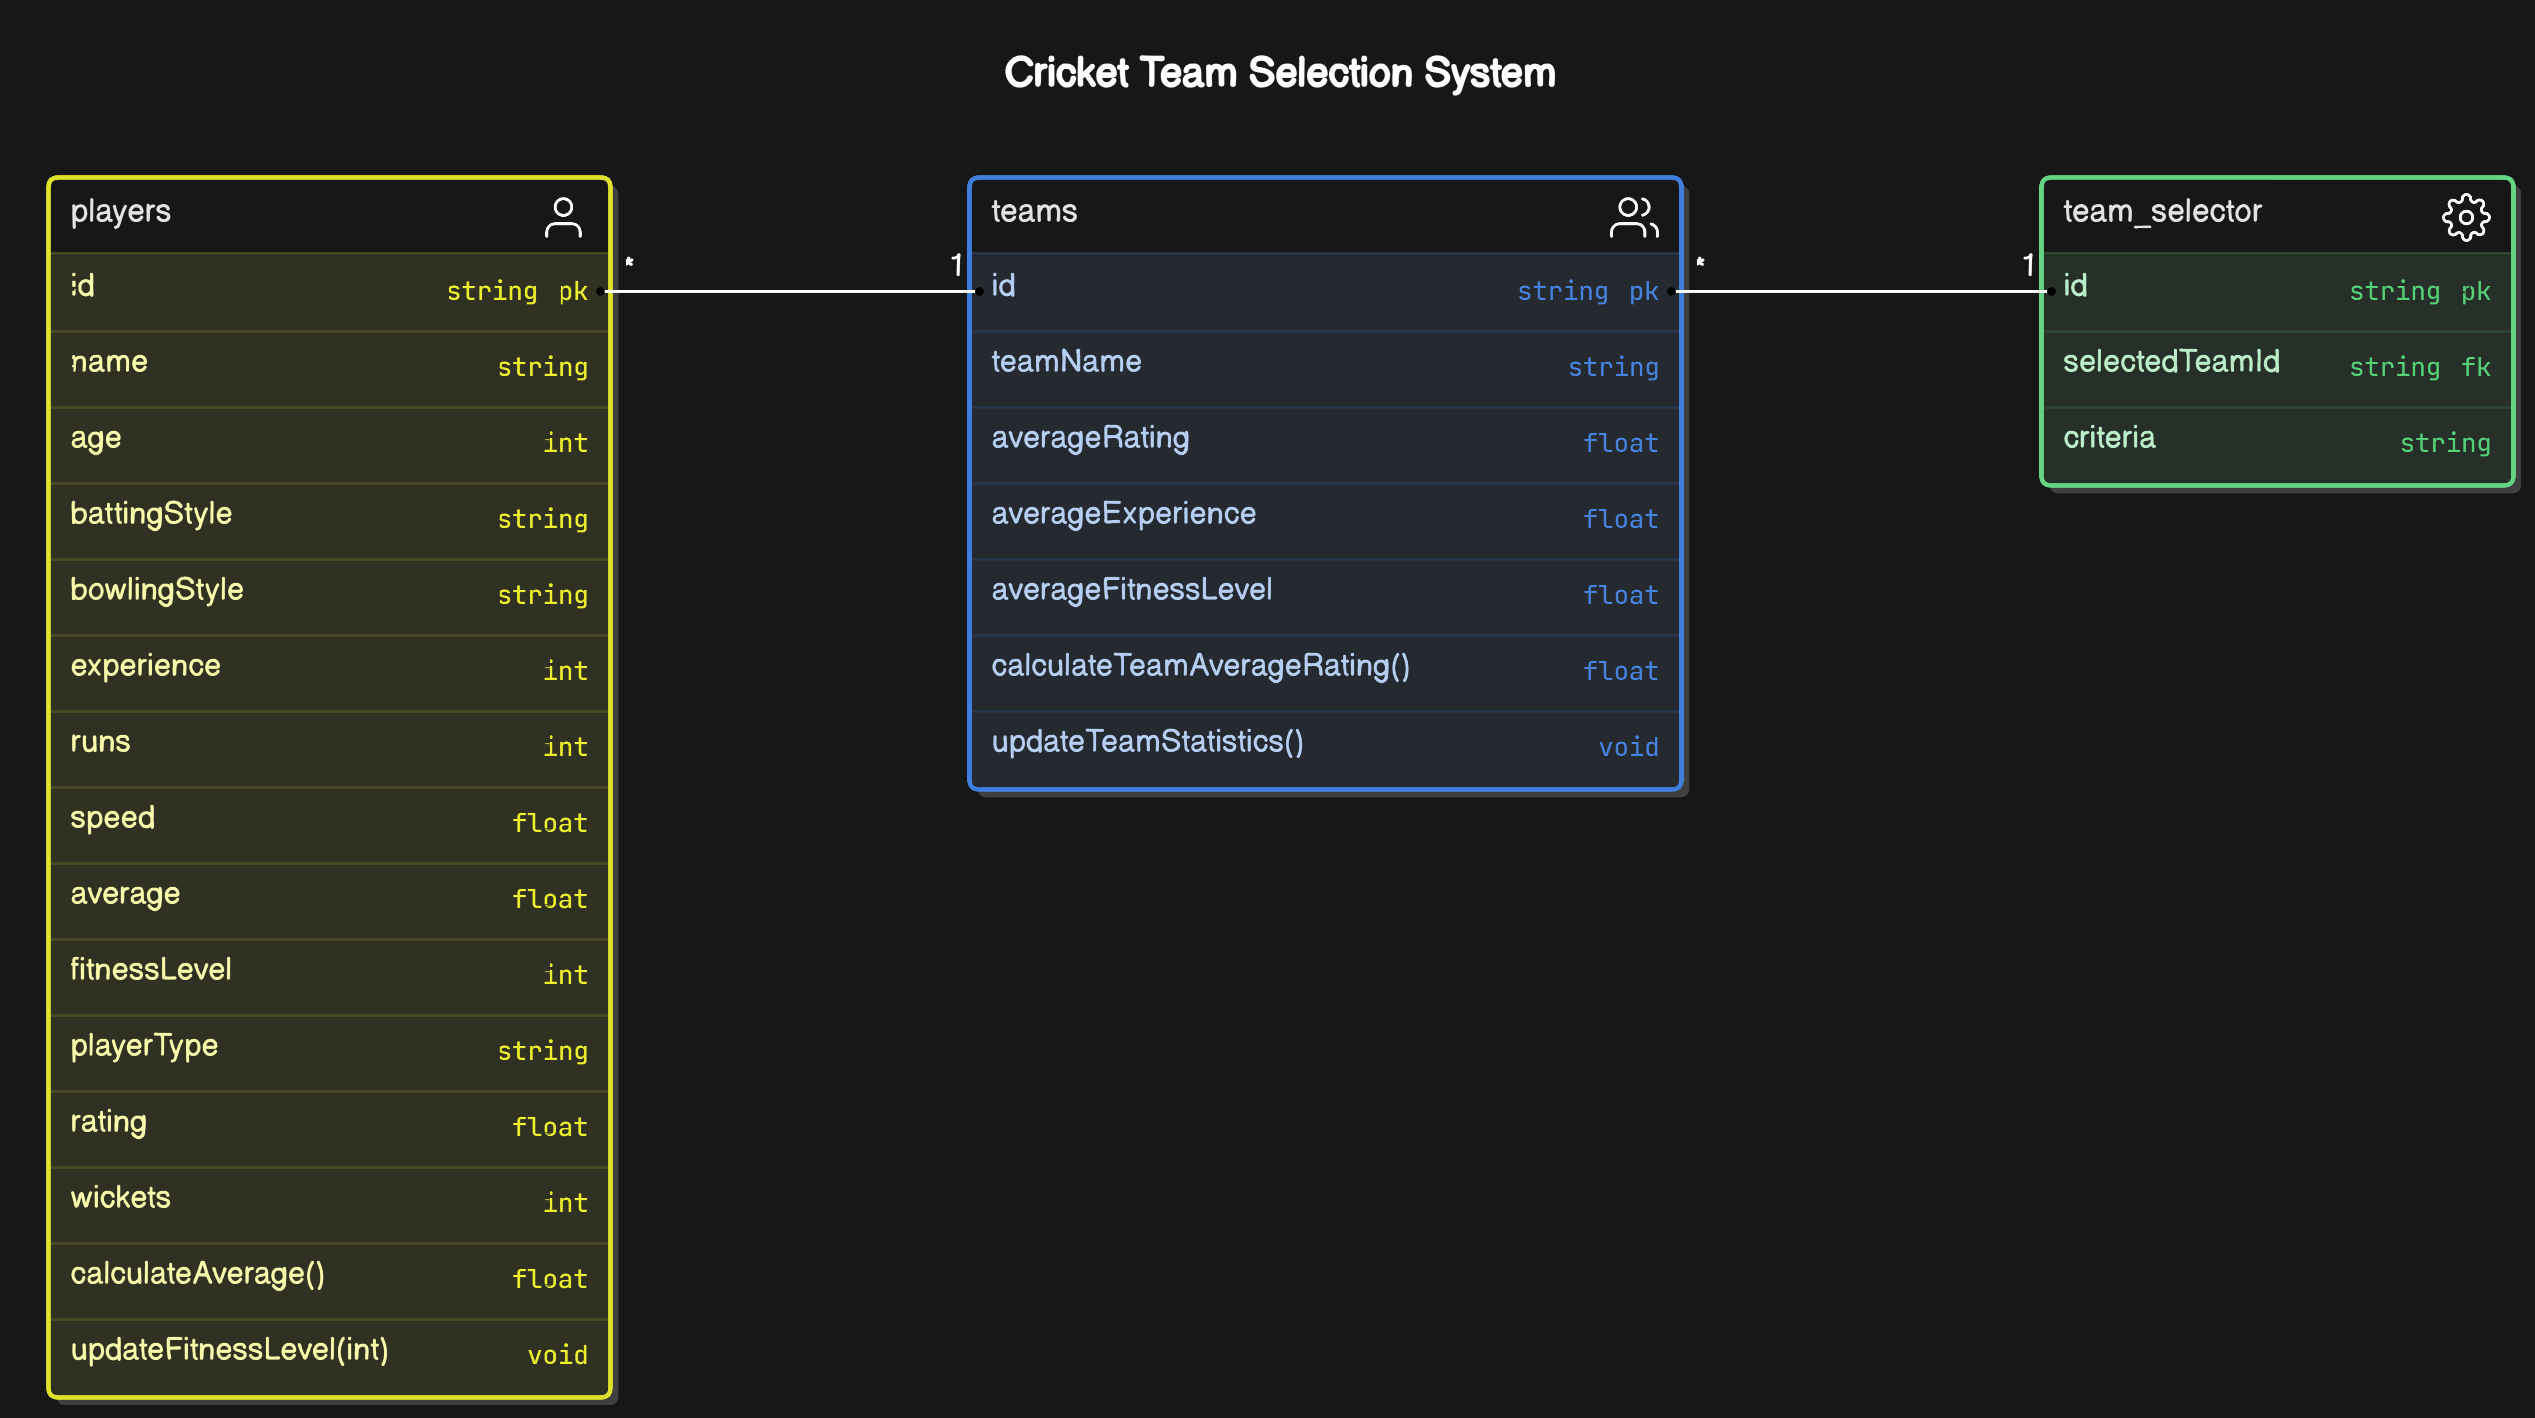 Cricket Team Selection System
players
id string pk
name string
age int
battingStyle string
bowlingStyle string
experience int
runs int
speed float
average float
fitnessLevel int
playerType string
rating float
wickets int
calculateAverage() float
updateFitnessLevel(int) void
* 1
teams
id string pk
teamName string
averageRating float
averageExperience float
averageFitnessLevel float
calculateTeamAverageRating() float
updateTeamStatistics() void
* 1
team_selector
id string pk
selectedTeamId string fk
criteria string